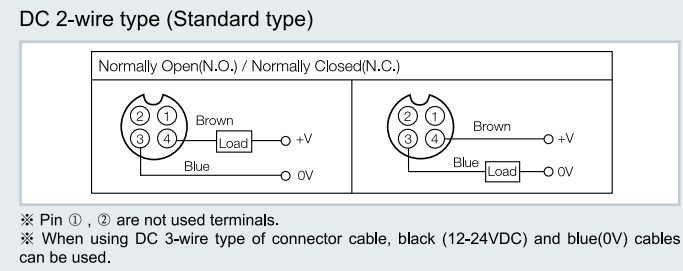 DC 2-wire type (Standard type)
Normally Open(N.O.) / Normally Closed(N.C.)
② ①
③ ④
Brown
Load
+V
Blue
0V
② ①
③ ④
Brown
+V
Blue
Load
0V
※ Pin ① , ② are not used terminals.
※ When using DC 3-wire type of connector cable, black (12-24VDC) and blue(0V) cables
can be used.